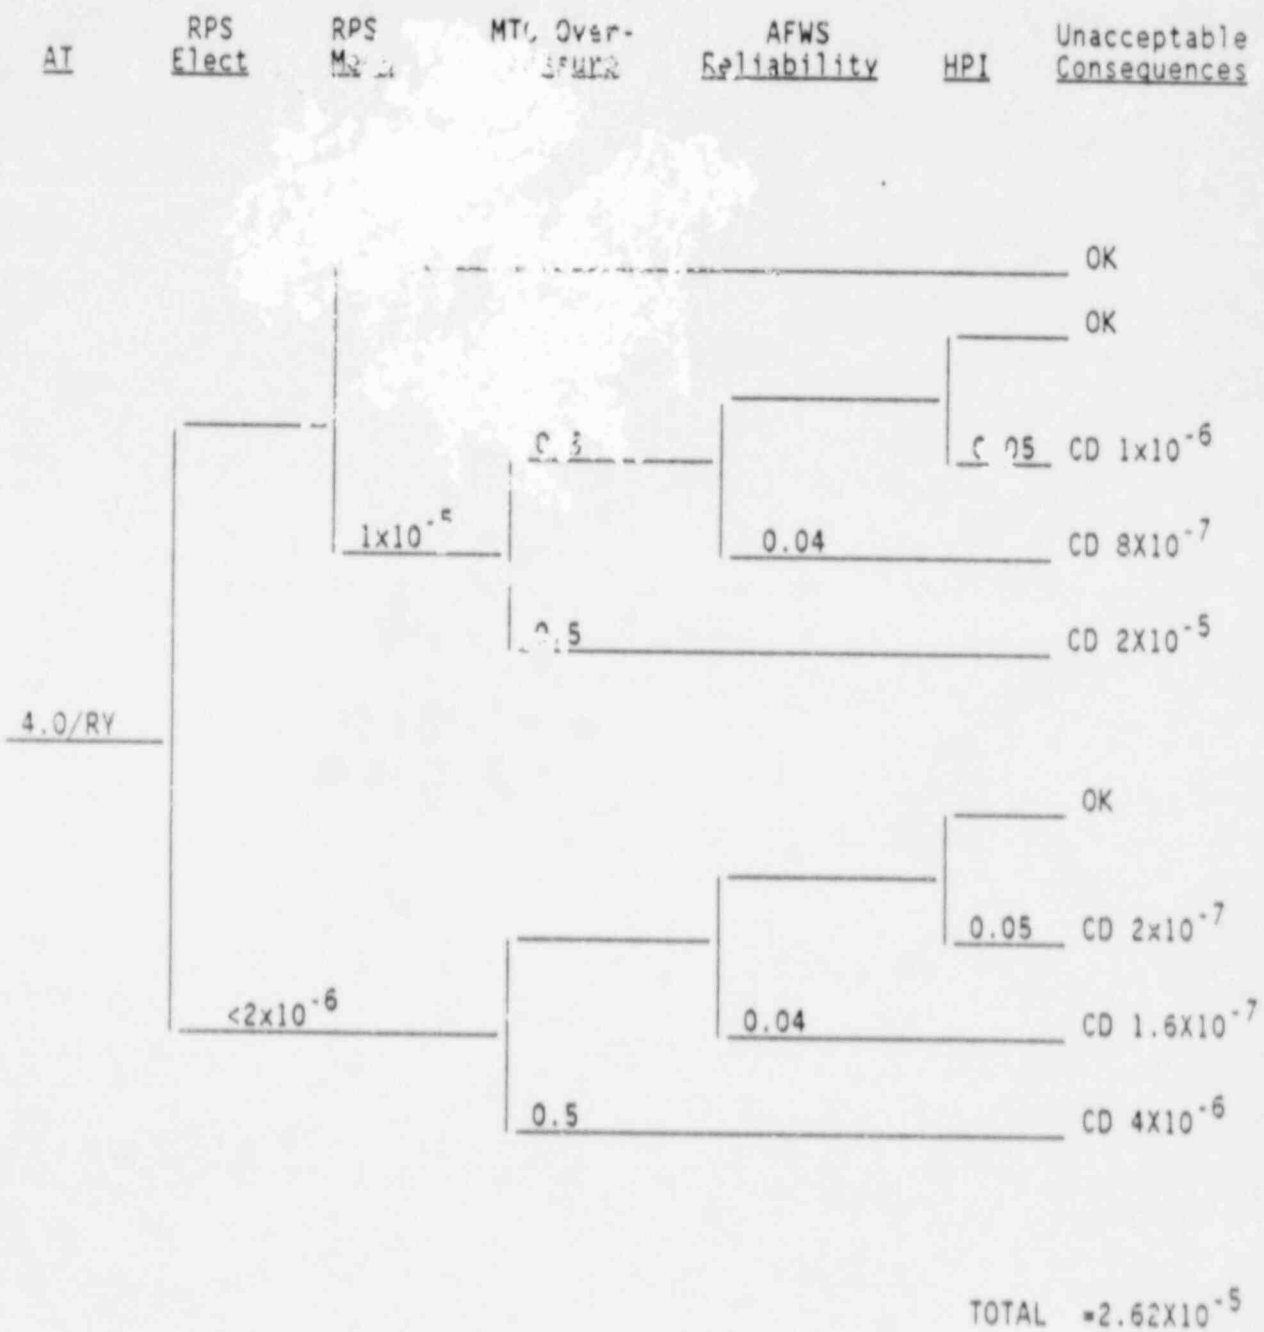 AT
RPS Elect
RPS
Over-
AFWS Reliability
HPI
Unacceptable Consequences
OK
OK
CD 1x10⁻⁶
1x10⁻⁵
0.04
CD 8X10⁻⁷
CD 2X10⁻⁵
4.0/RY
OK
0.05
CD 2x10⁻⁷
<2x10⁻⁶
0.04
CD 1.6X10⁻⁷
0.5
CD 4X10⁻⁶
TOTAL =2.62X10⁻⁵